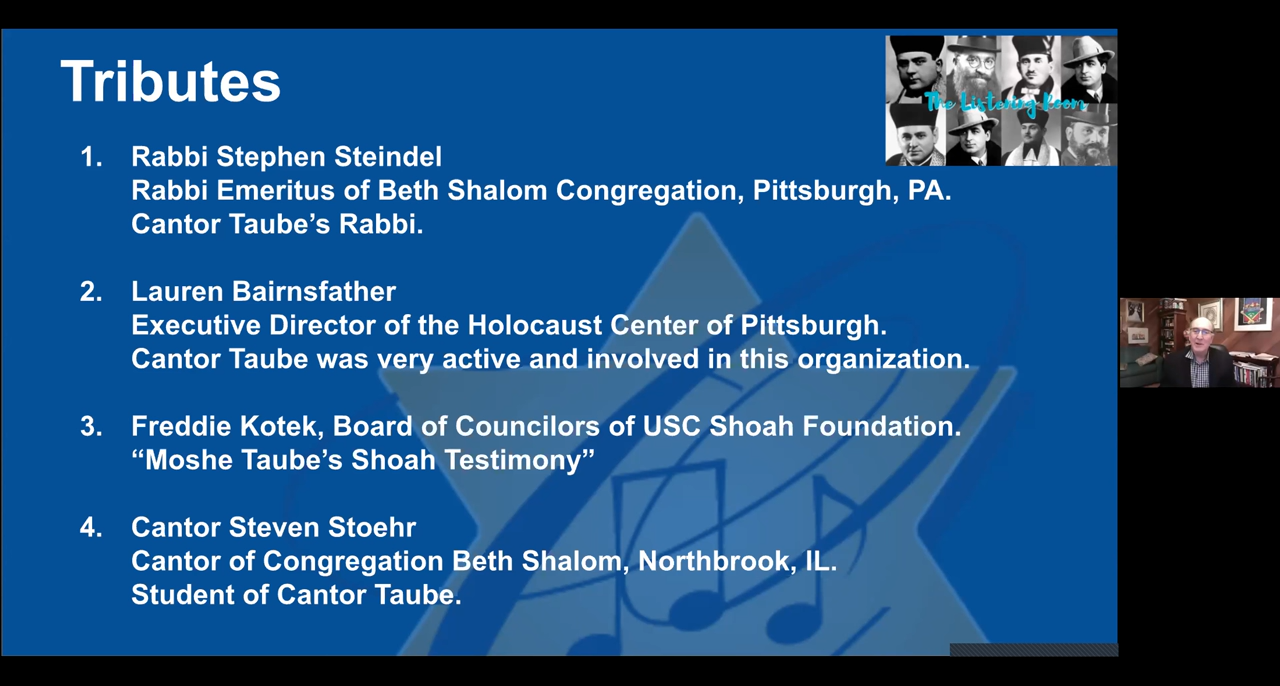 Tributes
The Listening Room
1. Rabbi Stephen Steindel
Rabbi Emeritus of Beth Shalom Congregation, Pittsburgh, PA.
Cantor Taube’s Rabbi.
2. Lauren Bairnsfather
Executive Director of the Holocaust Center of Pittsburgh.
Cantor Taube was very active and involved in this organization.
3. Freddie Kotek, Board of Councilors of USC Shoah Foundation.
“Moshe Taube’s Shoah Testimony”
4. Cantor Steven Stoehr
Cantor of Congregation Beth Shalom, Northbrook, IL.
Student of Cantor Taube.